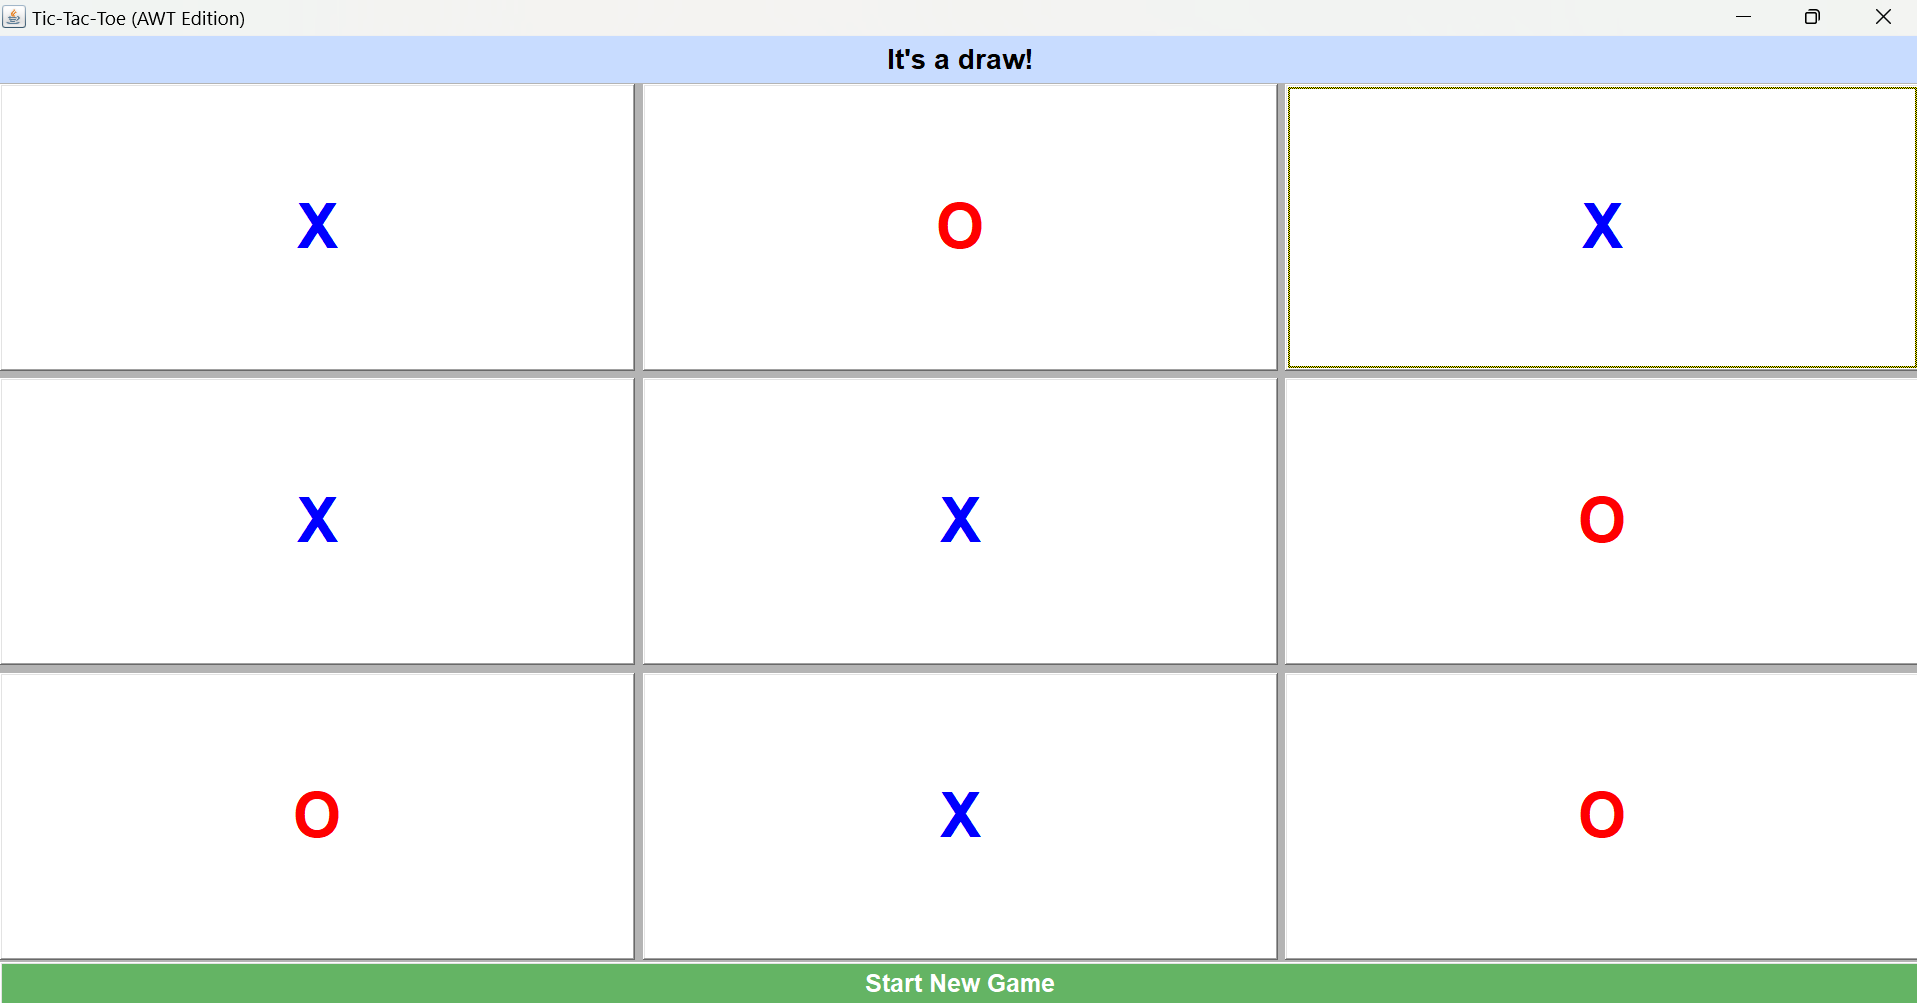 Tic-Tac-Toe (AWT Edition)
It's a draw!
X O X
X X O
O X O
Start New Game